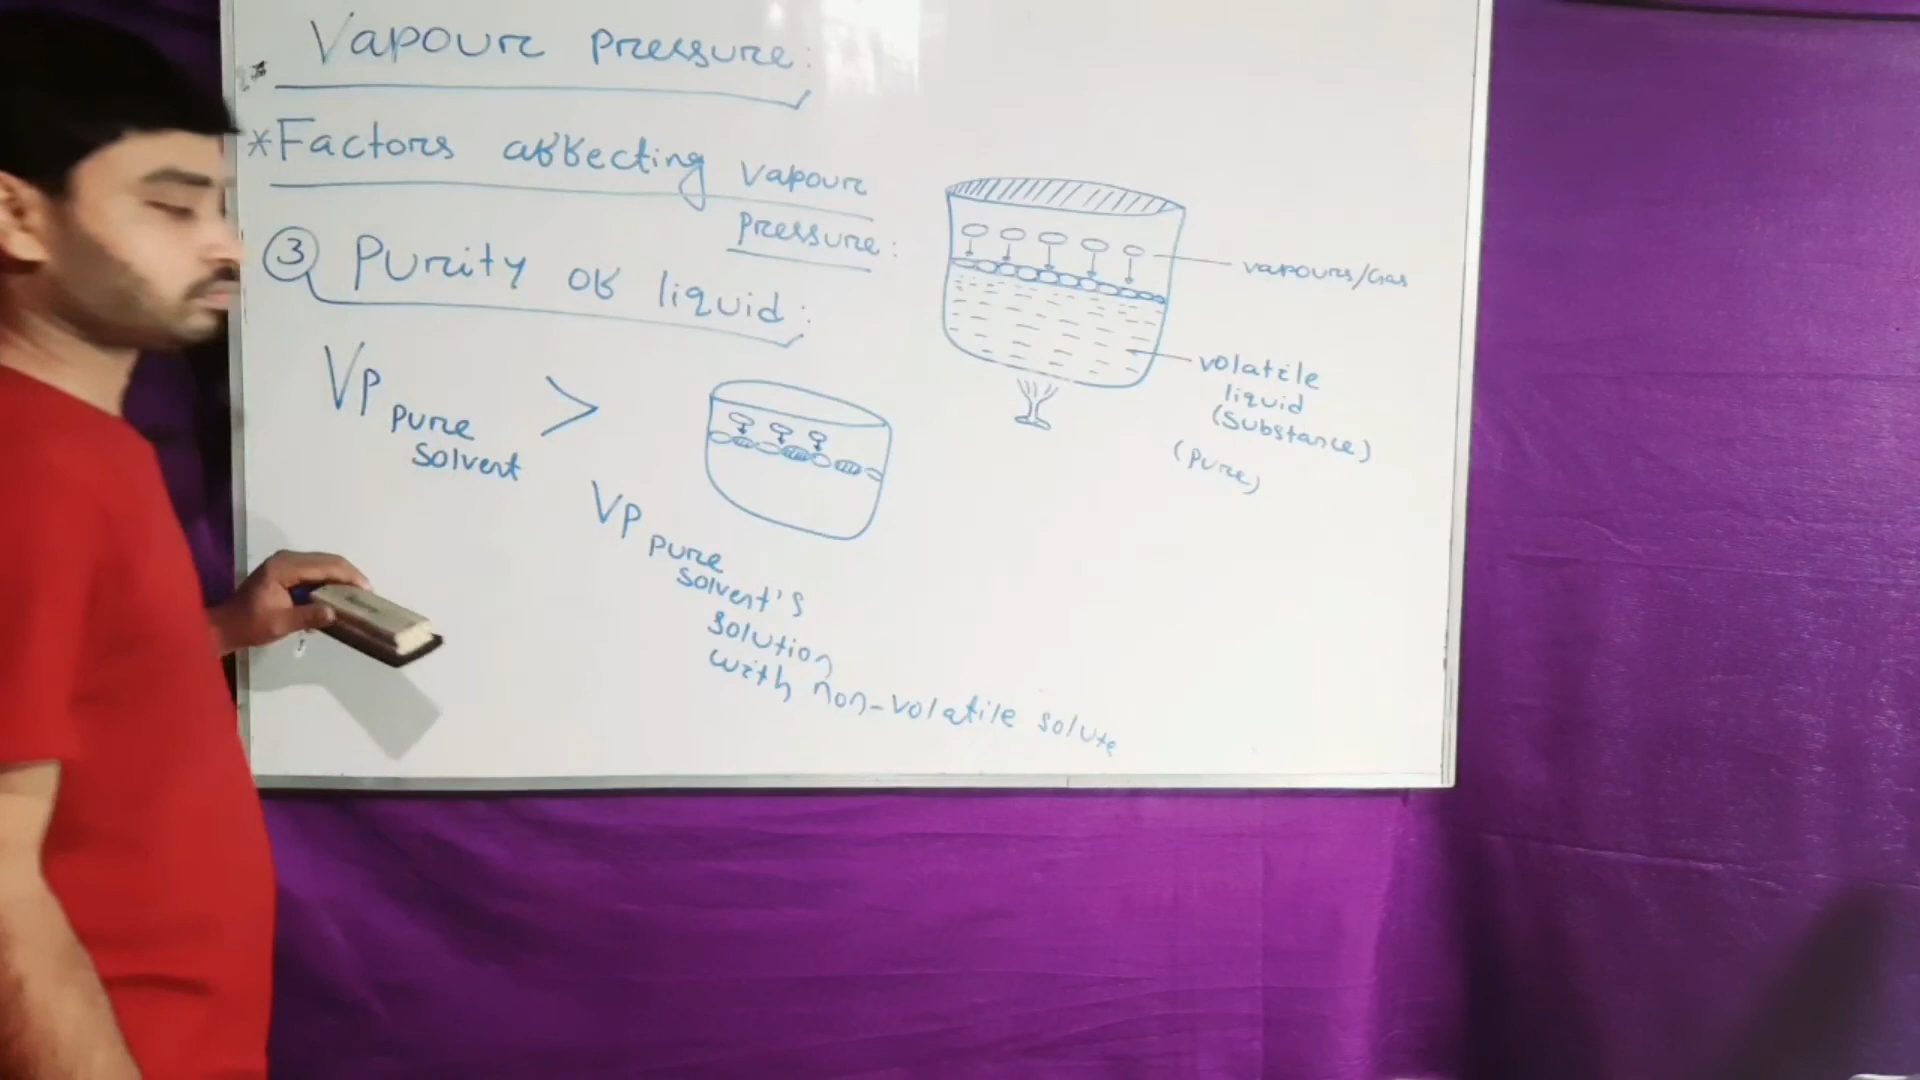 Vapour pressure:
*Factors affecting vapour
pressure:
3 Purity of liquid:
VP pure
solvent
>
VP pure
solvent's
solution
with non-volatile solute
vapours/Gas
volatile
liquid
(Substance)
(pure)